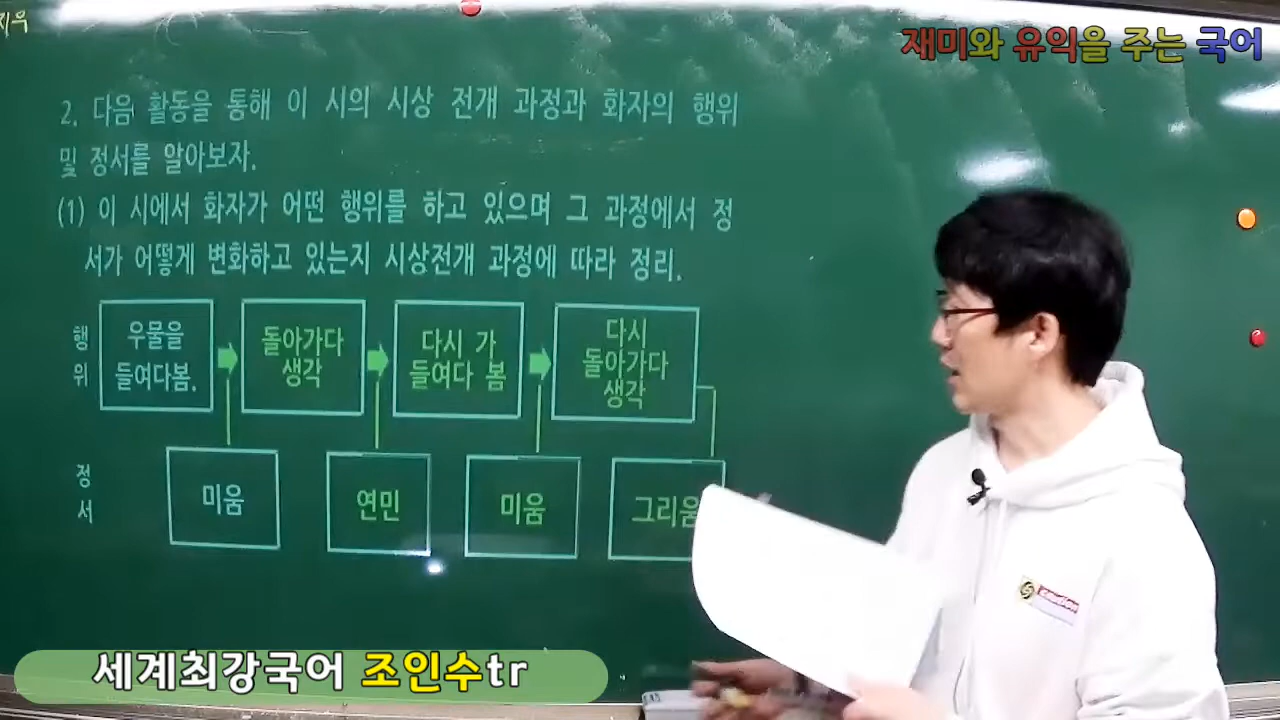 지우
재미와 유익을 주는 국어
2. 다음 활동을 통해 이 시의 시상 전개 과정과 화자의 행위
및 정서를 알아보자.
(1) 이 시에서 화자가 어떤 행위를 하고 있으며 그 과정에서 정
서가 어떻게 변화하고 있는지 시상전개 과정에 따라 정리.
행위
우물을
들여다봄.
돌아가다
생각
다시 가
들여다 봄
다시
돌아가다
생각
정서
미움
연민
미움
그리움
세계최강국어 조인수tr